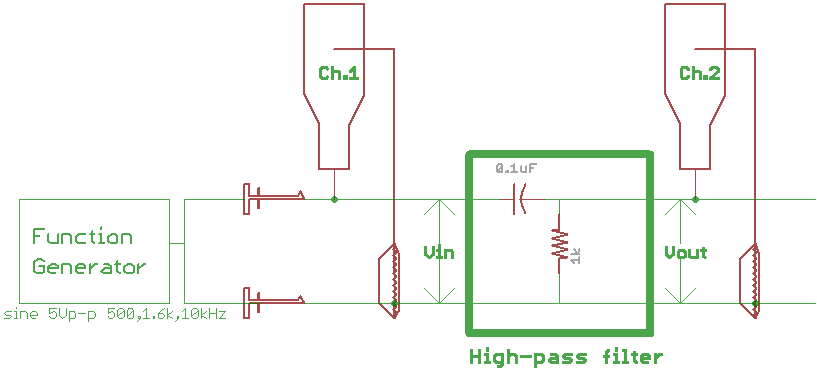 Ch.1
Ch.2
0.1uF
Function
Generator
Vin
1k
Vout
sine 5Vp-p 500,1.6k,10kHz
High-pass filter